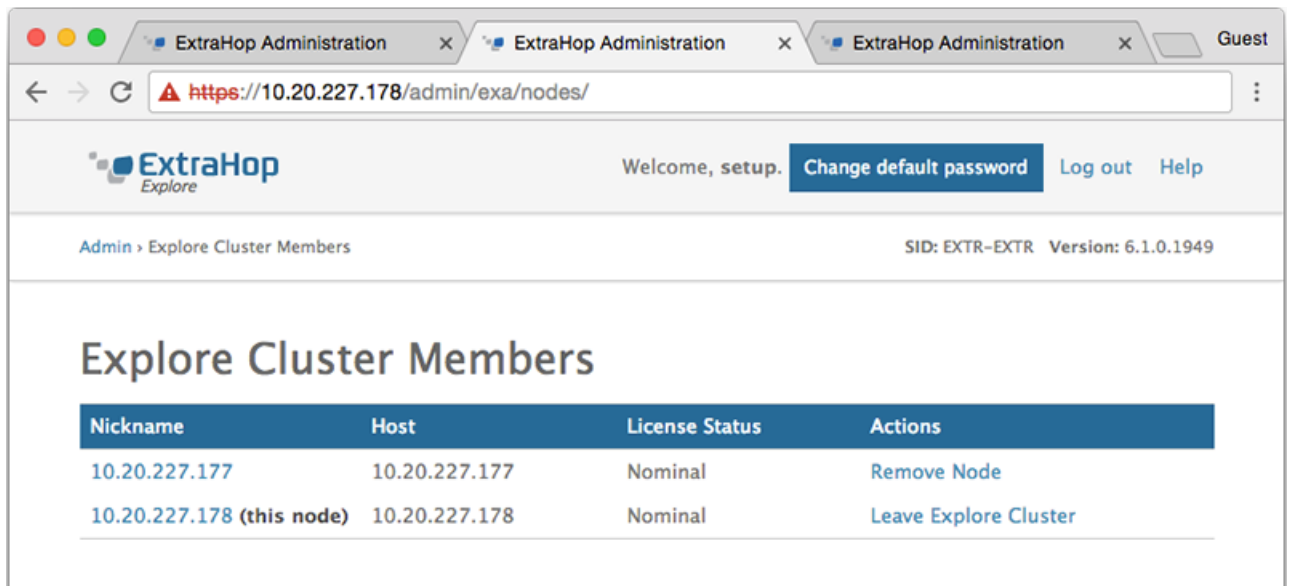 ExtraHop Administration ExtraHop Administration ExtraHop Administration Guest
https://10.20.227.178/admin/exa/nodes/
ExtraHop Welcome, setup. Change default password Log out Help
Explore
Admin › Explore Cluster Members SID: EXTR-EXTR Version: 6.1.0.1949
Explore Cluster Members
Nickname Host License Status Actions
10.20.227.177 10.20.227.177 Nominal Remove Node
10.20.227.178 (this node) 10.20.227.178 Nominal Leave Explore Cluster